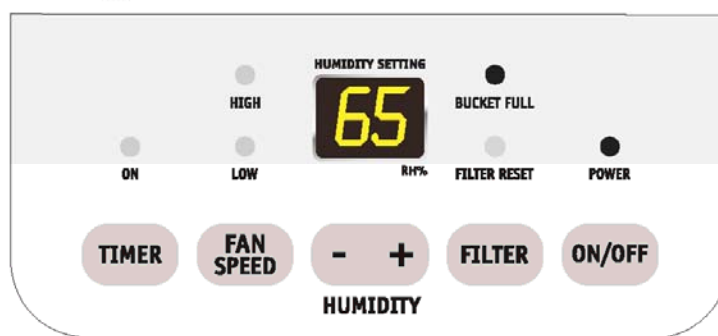 HUMIDITY SETTING
65
RH%
HIGH
BUCKET FULL
ON
LOW
FILTER RESET
POWER
TIMER
FAN
SPEED
- +
FILTER
ON/OFF
HUMIDITY